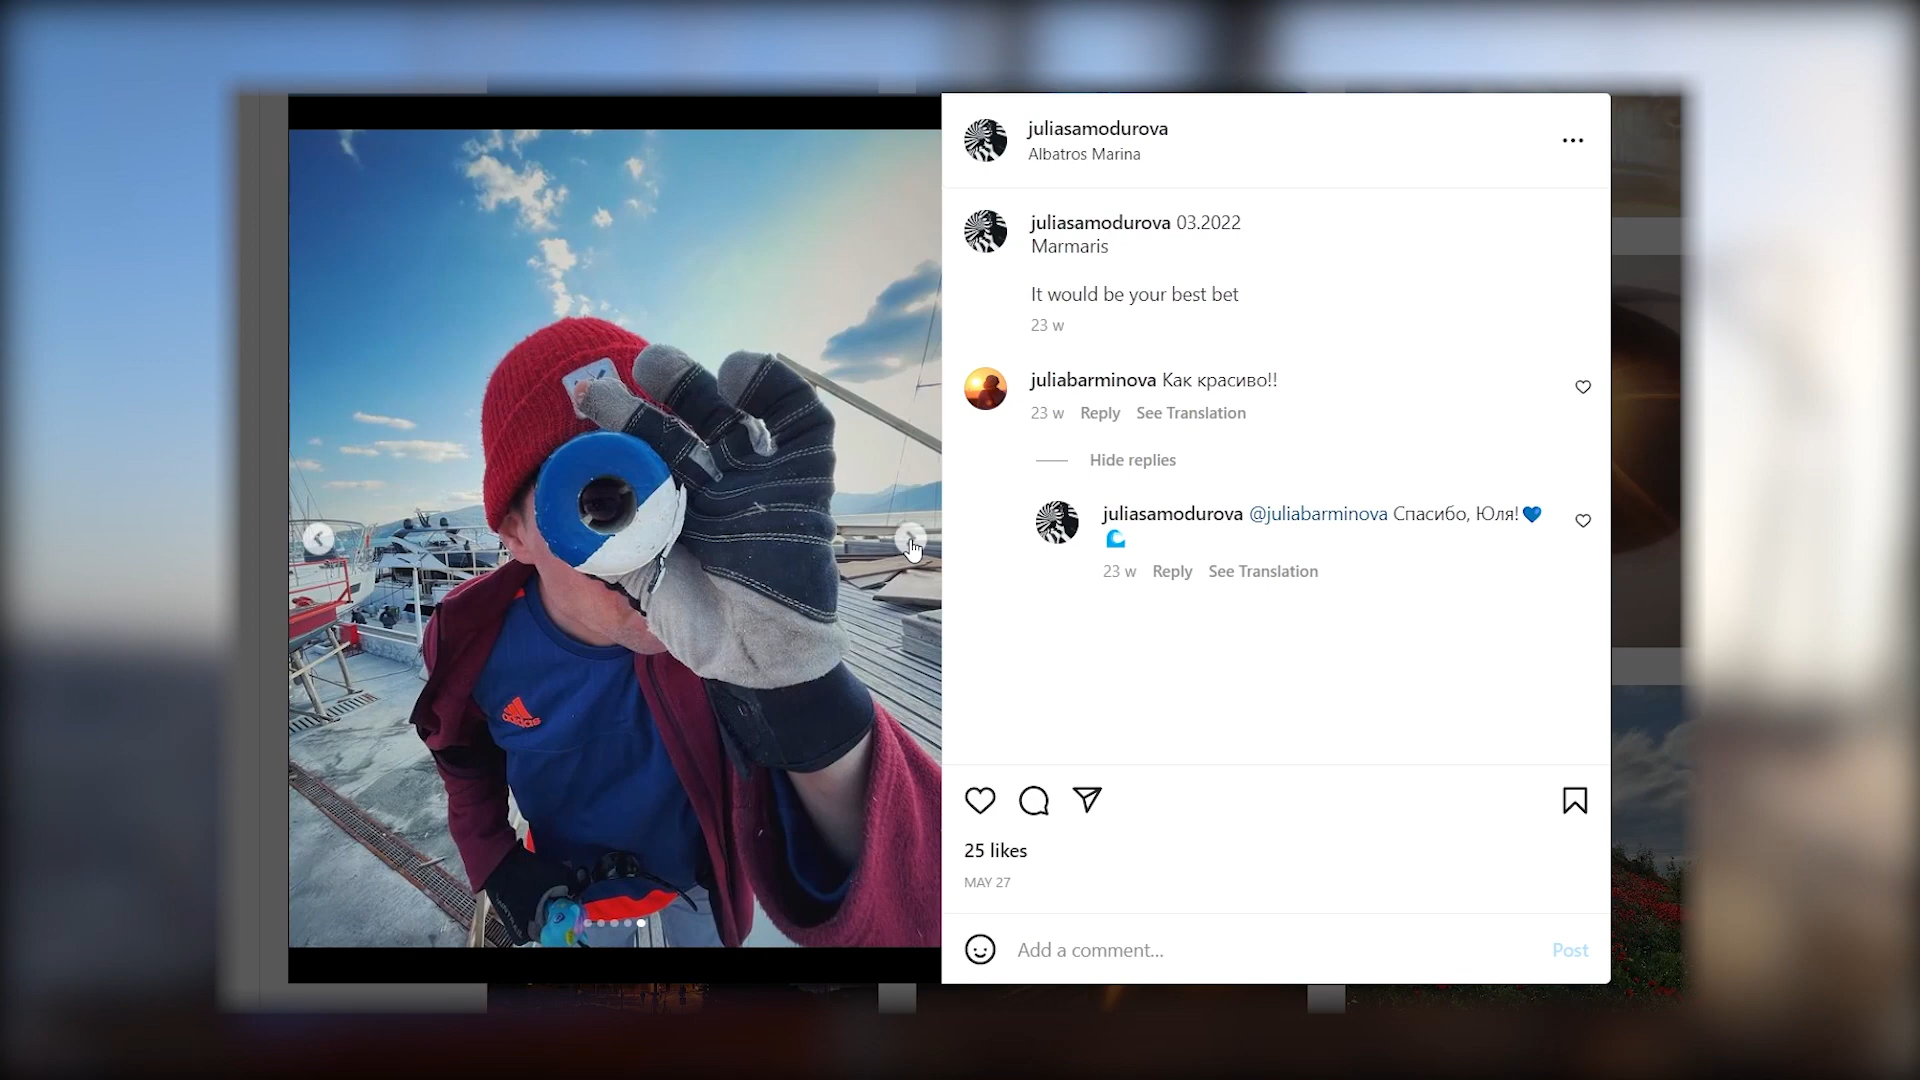 juliasamodurova
Albatros Marina
juliasamodurova 03.2022
Marmaris
It would be your best bet
23 w
juliabarminova Как красиво!!
23 w Reply See Translation
Hide replies
juliasamodurova @juliabarminova Спасибо, Юля!💙
🌊
23 w Reply See Translation
adidas
25 likes
MAY 27
Add a comment... Post